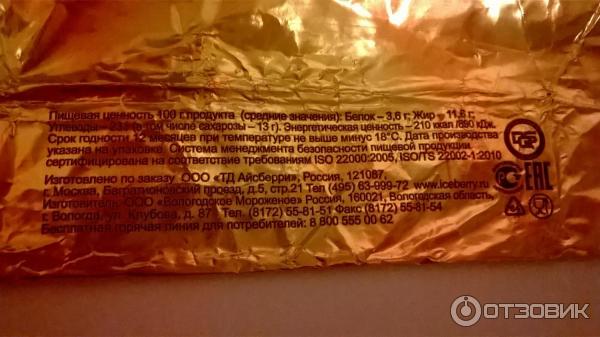 Пищевая ценность 100 г продукта (средние значения): Белок – 3,6 г; Жир – 11,6 г;
Углеводы – 23г (в том числе сахарозы – 13 г). Энергетическая ценность – 210 ккал /890 кДж.
Срок годности 12 месяцев при температуре не выше минус 18°С. Дата производства
указана на упаковке. Система менеджмента безопасности пищевой продукции
сертифицирована на соответствие требованиям ISO 22000:2005, ISO/TS 22002-1:2010
Изготовлено по заказу ООО «ТД Айсберри», Россия, 121087,
г. Москва, Багратионовский проезд, д.5, стр.21 Тел (495) 63-999-72 www.iceberry.ru
Изготовитель: ООО «Вологодское Мороженое» Россия, 160021, Вологодская область,
г. Вологда, ул. Клубова, д. 87 Тел. (8172) 55-81-51 Факс (8172) 55-81-54
Бесплатная горячая линия для потребителей: 8 800 555 00 62
ЕАС
ОТЗОВИК